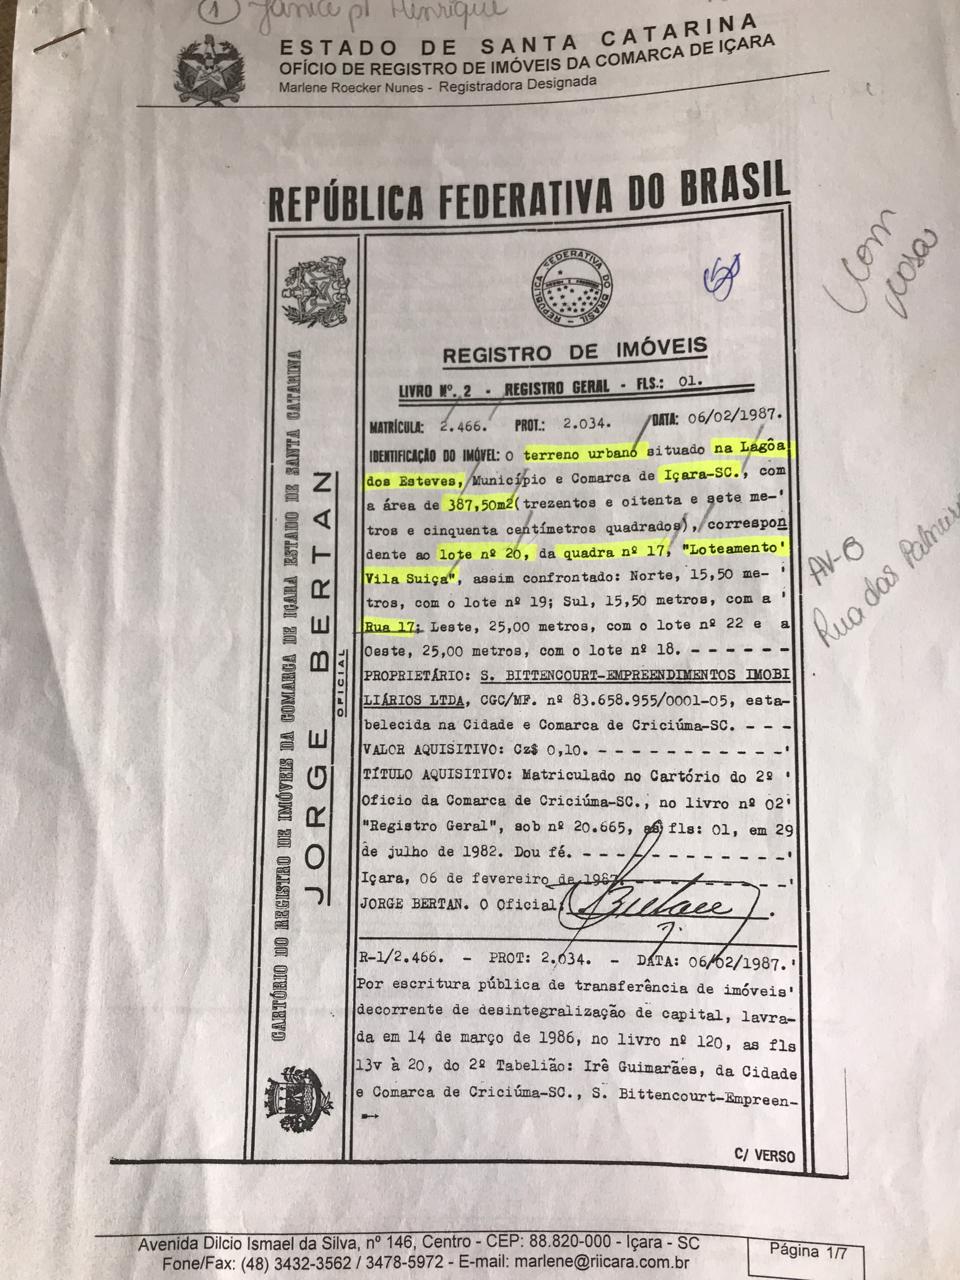 ① Janice p/ Henrique
ESTADO DE SANTA CATARINA
OFÍCIO DE REGISTRO DE IMÓVEIS DA COMARCA DE IÇARA
Marlene Roecker Nunes - Registradora Designada
REPÚBLICA FEDERATIVA DO BRASIL
CARTÓRIO DO REGISTRO DE IMÓVEIS DA COMARCA DE IÇARA ESTADO DE SANTA CATARINA
JORGE BERTAN
OFICIAL
REPÚBLICA FEDERATIVA DO BRASIL
REGISTRO DE IMÓVEIS
LIVRO Nº. 2 - REGISTRO GERAL - FLS.: 01.
MATRÍCULA: 2.466. PROT.: 2.034. DATA: 06/02/1987.
IDENTIFICAÇÃO DO IMÓVEL: o terreno urbano situado na Lagôa
dos Esteves, Município e Comarca de Içara-SC., com
a área de 387,50m2(trezentos e oitenta e sete me-'
tros e cinquenta centímetros quadrados), correspon
dente ao lote nº 20, da quadra nº 17, "Loteamento'
Vila Suiça", assim confrontado: Norte, 15,50 me-'
tros, com o lote nº 19; Sul, 15,50 metros, com a '
Rua 17; Leste, 25,00 metros, com o lote nº 22 e a
Oeste, 25,00 metros, com o lote nº 18. - - - - - -
PROPRIETÁRIO: S. BITTENCOURT-EMPREENDIMENTOS IMOBI
LIÁRIOS LTDA, CGC/MF. nº 83.658.955/0001-05, esta-
belecida na Cidade e Comarca de Criciúma-SC. - - -
VALOR AQUISITIVO: Cz$ 0,10. - - - - - - - - - - -'
TÍTULO AQUISITIVO: Matriculado no Cartório do 2º '
Oficio da Comarca de Criciúma-SC., no livro nº 02'
"Registro Geral", sob nº 20.665, as fls: 01, em 29
de julho de 1982. Dou fé. - - - - - - - - - - - -'
Içara, 06 de fevereiro de 1987. - - - - - - - - -'
JORGE BERTAN. O Oficial:
R-1/2.466. - PROT: 2.034. - DATA: 06/02/1987.'
Por escritura pública de transferência de imóveis'
decorrente de desintegralização de capital, lavra-
da em 14 de março de 1986, no livro nº 120, as fls
13v à 20, do 2º Tabelião: Irê Guimarães, da Cidade
e Comarca de Criciúma-SC., S. Bittencourt-Empreen-
C/ VERSO
Com
casa
AV-8
Rua das
Avenida Dilcio Ismael da Silva, nº 146, Centro - CEP: 88.820-000 - Içara - SC
Fone/Fax: (48) 3432-3562 / 3478-5972 - E-mail: marlene@riicara.com.br
Página 1/7